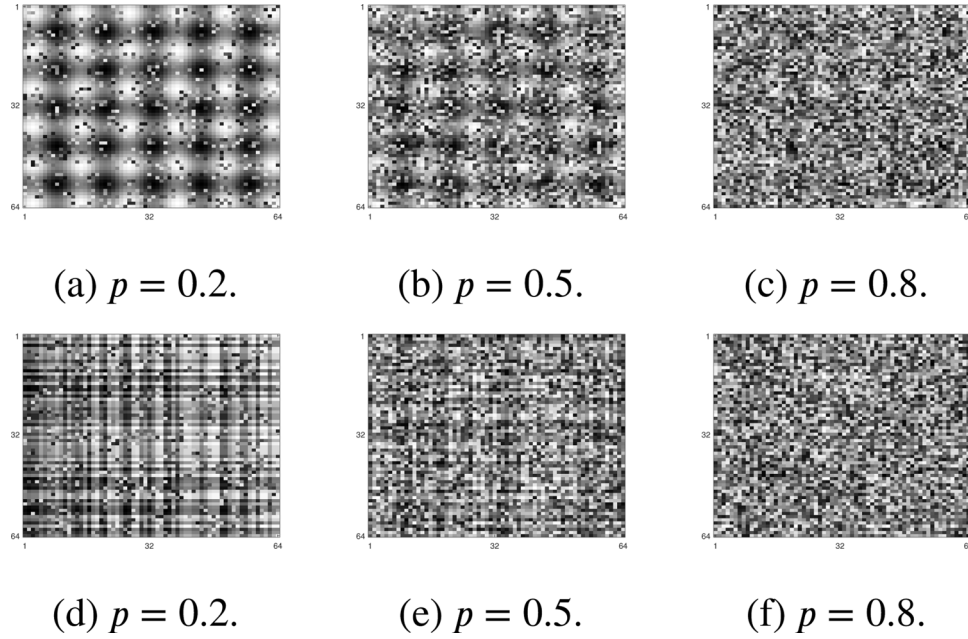 1 1 1
32 32 32
64 64 64
1 32 64 1 32 64 1 32
(a) p = 0.2. (b) p = 0.5. (c) p = 0.8.
1 1 1
32 32 32
64 64 64
1 32 64 1 32 64 1 32
(d) p = 0.2. (e) p = 0.5. (f) p = 0.8.